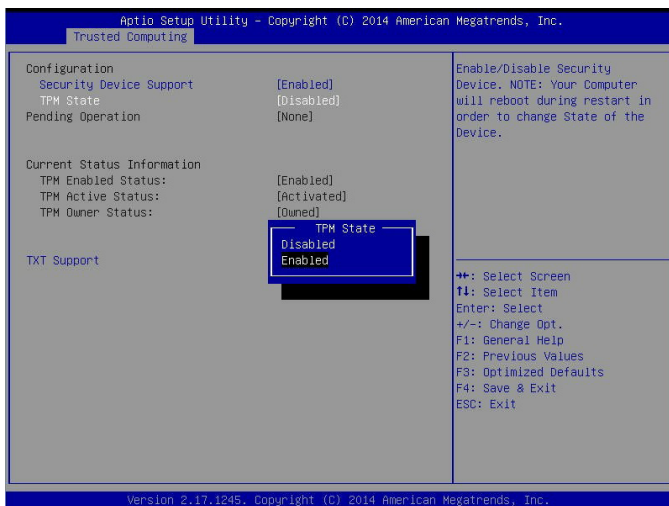 Aptio Setup Utility – Copyright (C) 2014 American Megatrends, Inc.
Trusted Computing
Configuration
Security Device Support [Enabled]
TPM State [Disabled]
Pending Operation [None]
Current Status Information
TPM Enabled Status: [Enabled]
TPM Active Status: [Activated]
TPM Owner Status: [Owned]
TXT Support
TPM State
Disabled
Enabled
Enable/Disable Security
Device. NOTE: Your Computer
will reboot during restart in
order to change State of the
Device.
→←: Select Screen
↑↓: Select Item
Enter: Select
+/-: Change Opt.
F1: General Help
F2: Previous Values
F3: Optimized Defaults
F4: Save & Exit
ESC: Exit
Version 2.17.1245. Copyright (C) 2014 American Megatrends, Inc.